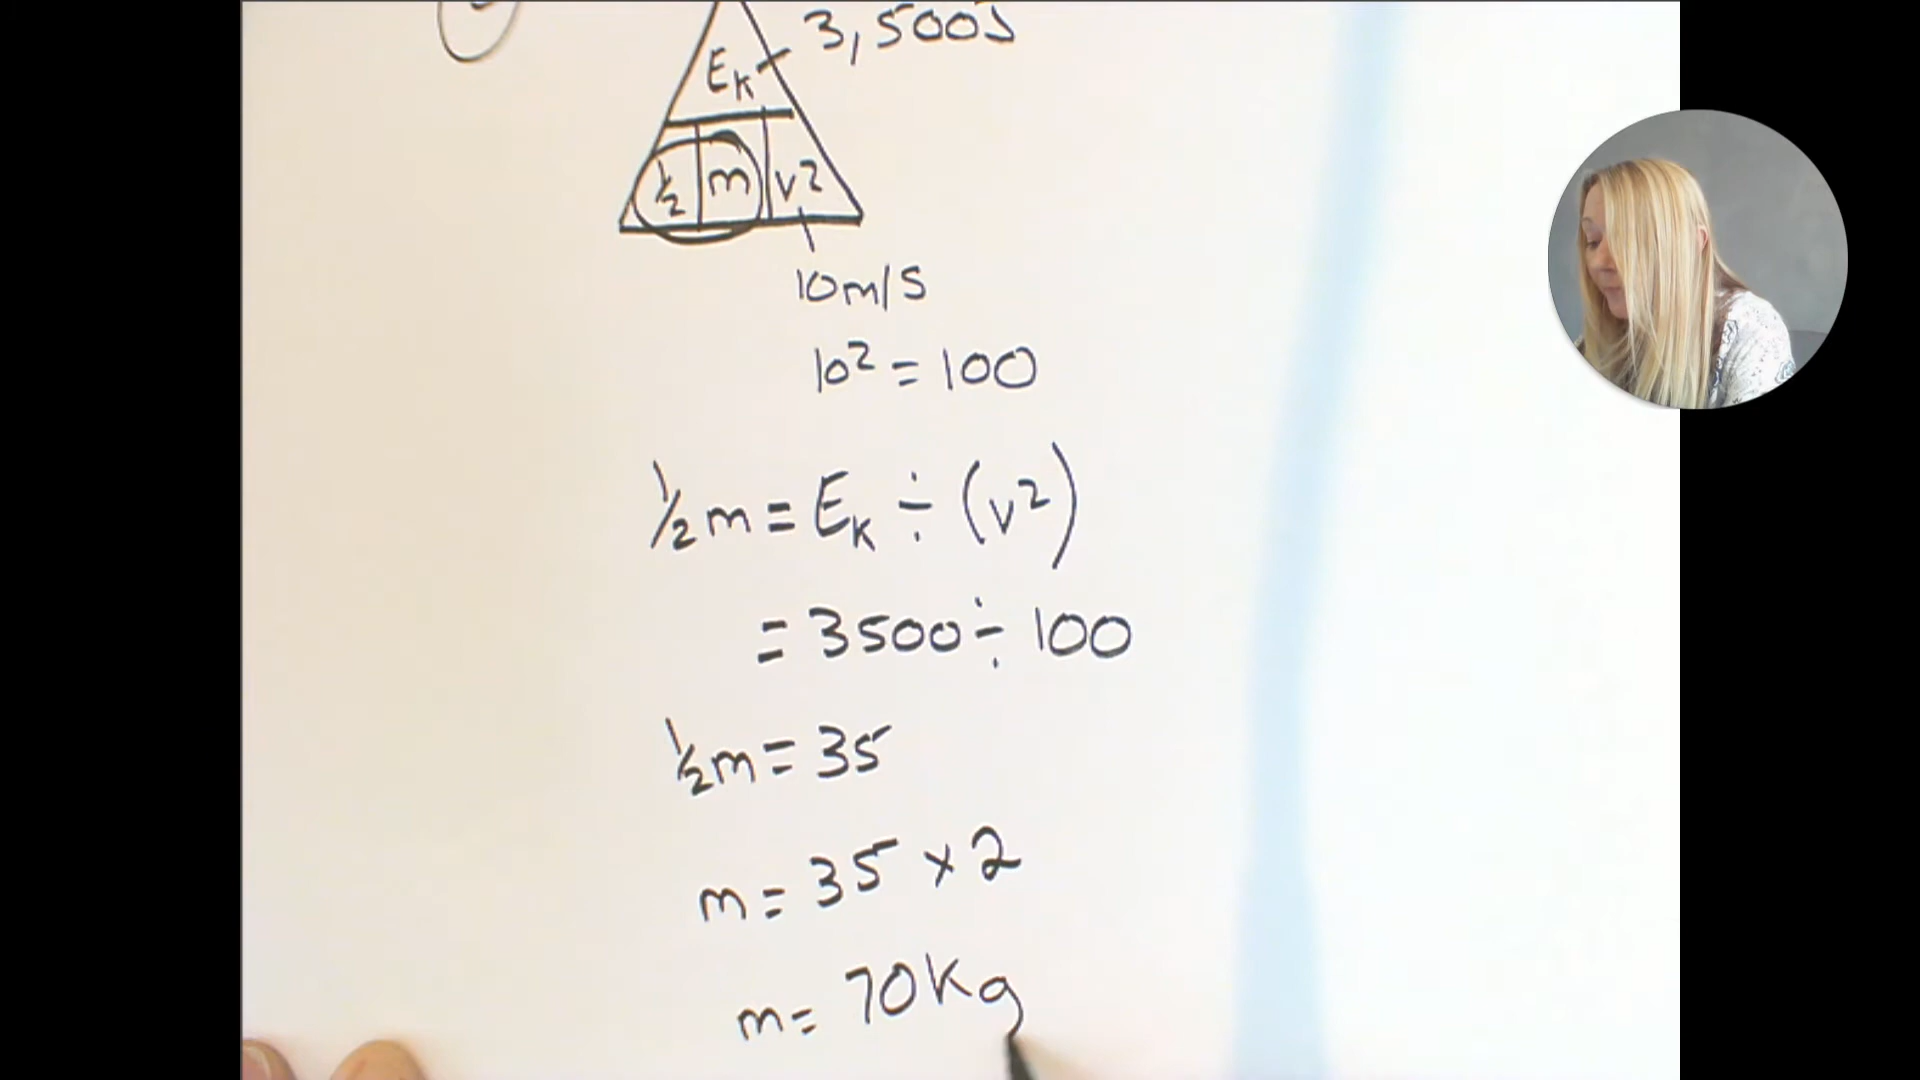 3,500J
Eₖ
½ m v²
10m/s
10² = 100
½m = Eₖ ÷ (v²)
= 3500 ÷ 100
½m = 35
m = 35 × 2
m = 70Kg